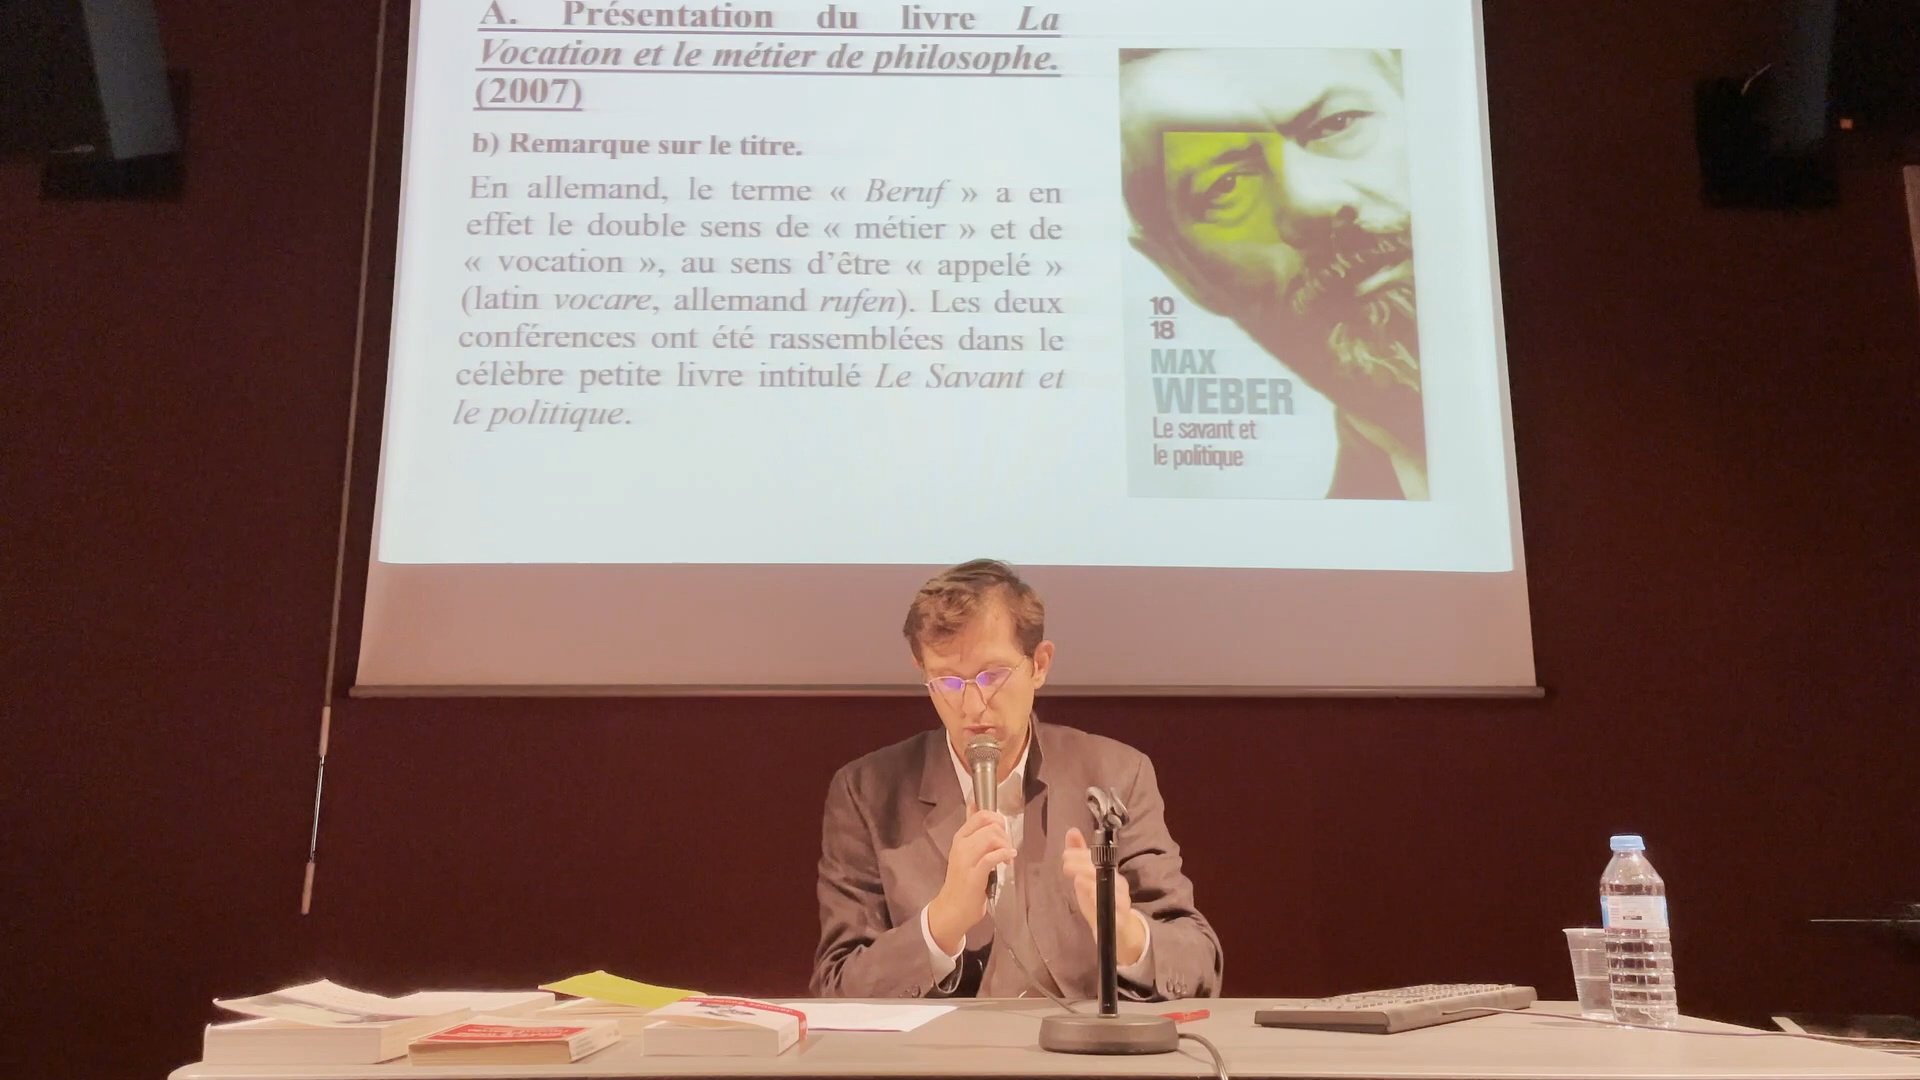 A. Présentation du livre La
Vocation et le métier de philosophe.
(2007)
b) Remarque sur le titre.
En allemand, le terme « Beruf » a en
effet le double sens de « métier » et de
« vocation », au sens d'être « appelé »
(latin vocare, allemand rufen). Les deux
conférences ont été rassemblées dans le
célèbre petite livre intitulé Le Savant et
le politique.
10
18
MAX
WEBER
Le savant et
le politique